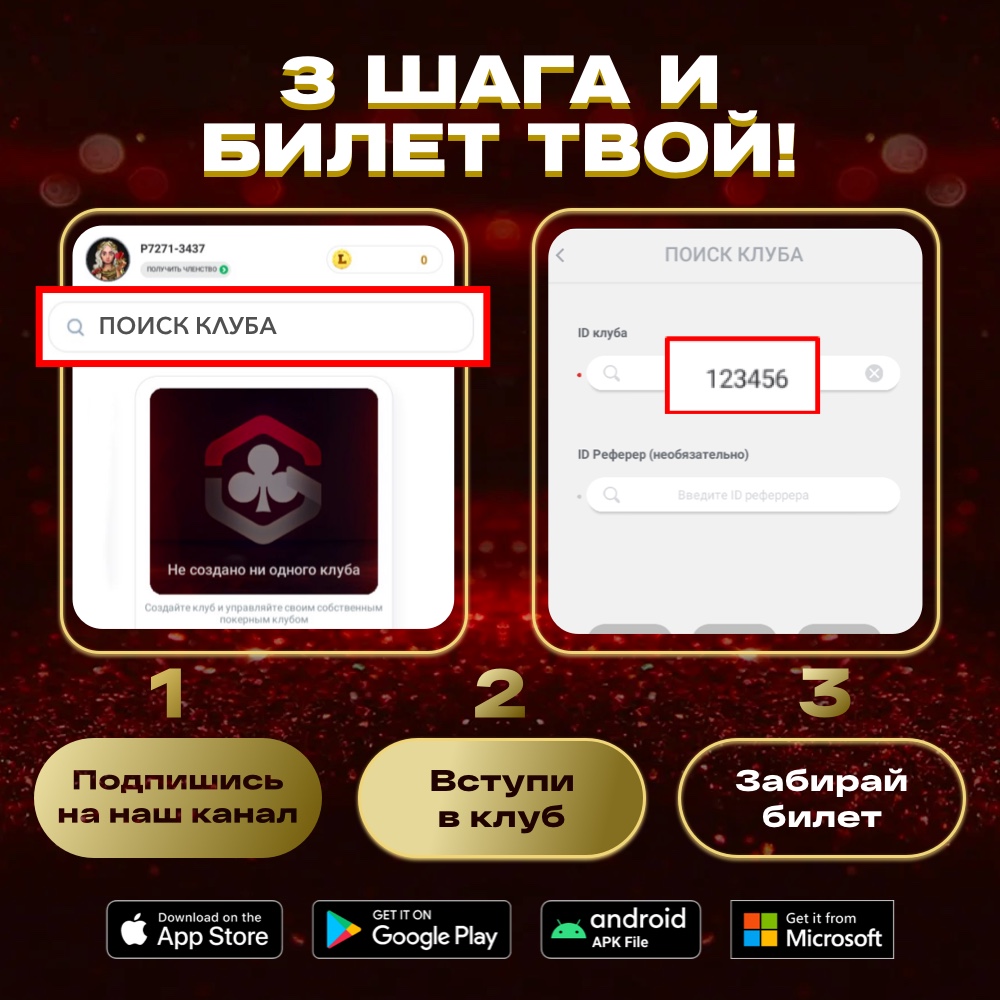 3 ШАГА И
БИЛЕТ ТВОЙ!
P7271-3437
ПОЛУЧИТЬ ЧЛЕНСТВО
L
0
ПОИСК КЛУБА
Не создано ни одного клуба
Создайте клуб и управляйте своим собственным
покерным клубом
ПОИСК КЛУБА
ID клуба
123456
ID Реферер (необязательно)
Введите ID реферрера
1
Подпишись
на наш канал
2
Вступи
в клуб
3
Забирай
билет
Download on the
App Store
GET IT ON
Google Play
android
APK File
Get it from
Microsoft